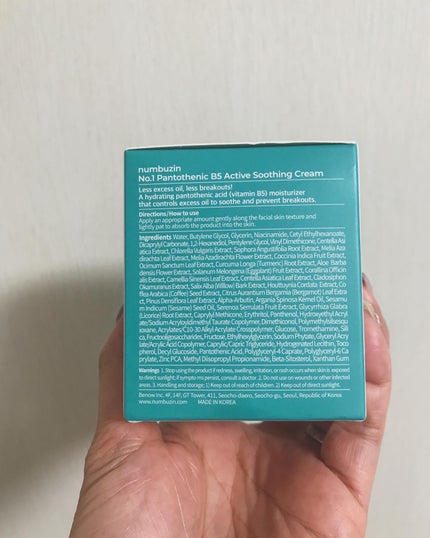 numbuzin
No.1 Pantothenic B5 Active Soothing Cream
Less excess oil, less breakouts!
A hydrating pantothenic acid (vitamin B5) moisturizer
that controls excess oil to soothe and prevent breakouts.
Directions/How to use
Apply an appropriate amount gently along the facial skin texture and
lightly pat to absorb the product into the skin.
Ingredients Water, Butylene Glycol, Glycerin, Niacinamide, Cetyl Ethylhexanoate,
Dicaprylyl Carbonate, 1,2-Hexanediol, Pentylene Glycol, Vinyl Dimethicone, Centella Asi
atica Extract, Chlorella Vulgaris Extract, Sophora Angustifolia Root Extract, Melia Aza
dirachta Leaf Extract, Melia Azadirachta Flower Extract, Coccinia Indica Fruit Extract,
Ocimum Sanctum Leaf Extract, Curcuma Longa (Turmeric) Root Extract, Aloe Barba
densis Flower Extract, Solanum Melongena (Eggplant) Fruit Extract, Corallina Officin
alis Extract, Camellia Sinensis Leaf Extract, Centella Asiatica Leaf Extract, Cladosiphon
Okamuranus Extract, Salix Alba (Willow) Bark Extract, Houttuynia Cordata Extract, Co
ffea Arabica (Coffee) Seed Extract, Citrus Aurantium Bergamia (Bergamot) Leaf Extra
ct, Pinus Densiflora Leaf Extract, Alpha-Arbutin, Argania Spinosa Kernel Oil, Sesamu
m Indicum (Sesame) Seed Oil, Serenoa Serrulata Fruit Extract, Glycyrrhiza Glabra
(Licorice) Root Extract, Caprylyl Methicone, Erythritol, Panthenol, Hydroxyethyl Acryl
ate/Sodium Acryloyldimethyl Taurate Copolymer, Dimethiconol, Polymethylsilsesqu
ioxane, Acrylates/C10-30 Alkyl Acrylate Crosspolymer, Glucose, Tromethamine, Sili
ca, Fructooligosaccharides, Fructose, Ethylhexylglycerin, Sodium Phytate, Glyceryl Acry
late/Acrylic Acid Copolymer, Caprylic/Capric Triglyceride, Hydrogenated Lecithin, Toco
pherol, Decyl Glucoside, Pantothenic Acid, Polyglyceryl-4 Caprate, Polyglyceryl-6 Ca
prylate, Zinc PCA, Methyl Diisopropyl Propionamide, Beta-Sitosterol, Xanthan Gum
Warnings 1. Stop using the product if redness, swelling, irritation, or rash occurs when skin is exposed
to direct sunlight. If symptoms persist, consult a doctor. 2. Do not use on wounds or other infected
areas. 3. Handling and storage; 1) Keep out of reach of children. 2) Keep out of direct sunlight.
Benow Inc. 4F, 14F, GT Tower, 411, Seocho-daero, Seocho-gu, Seoul, Republic of Korea
www.numbuzin.com MADE IN KOREA